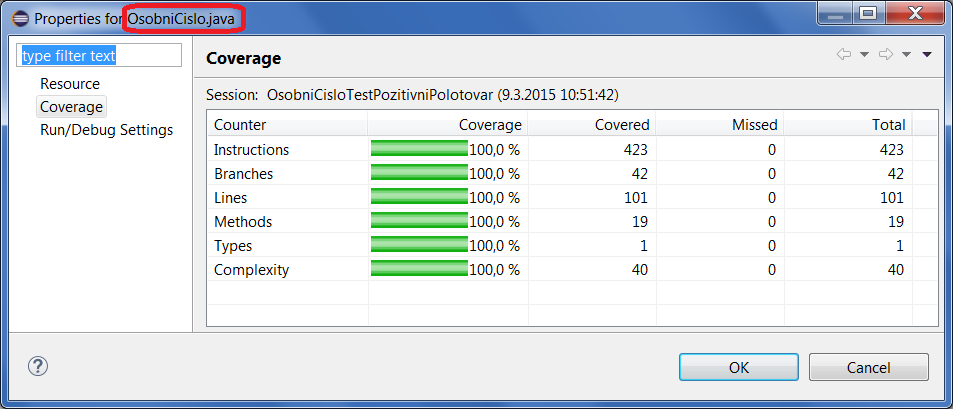 Properties for OsobniCislo.java
type filter text
Resource
Coverage
Run/Debug Settings
Coverage
Session: OsobniCisloTestPozitivniPolotovar (9.3.2015 10:51:42)
Counter Coverage Covered Missed Total
Instructions 100,0 % 423 0 423
Branches 100,0 % 42 0 42
Lines 100,0 % 101 0 101
Methods 100,0 % 19 0 19
Types 100,0 % 1 0 1
Complexity 100,0 % 40 0 40
?
OK Cancel